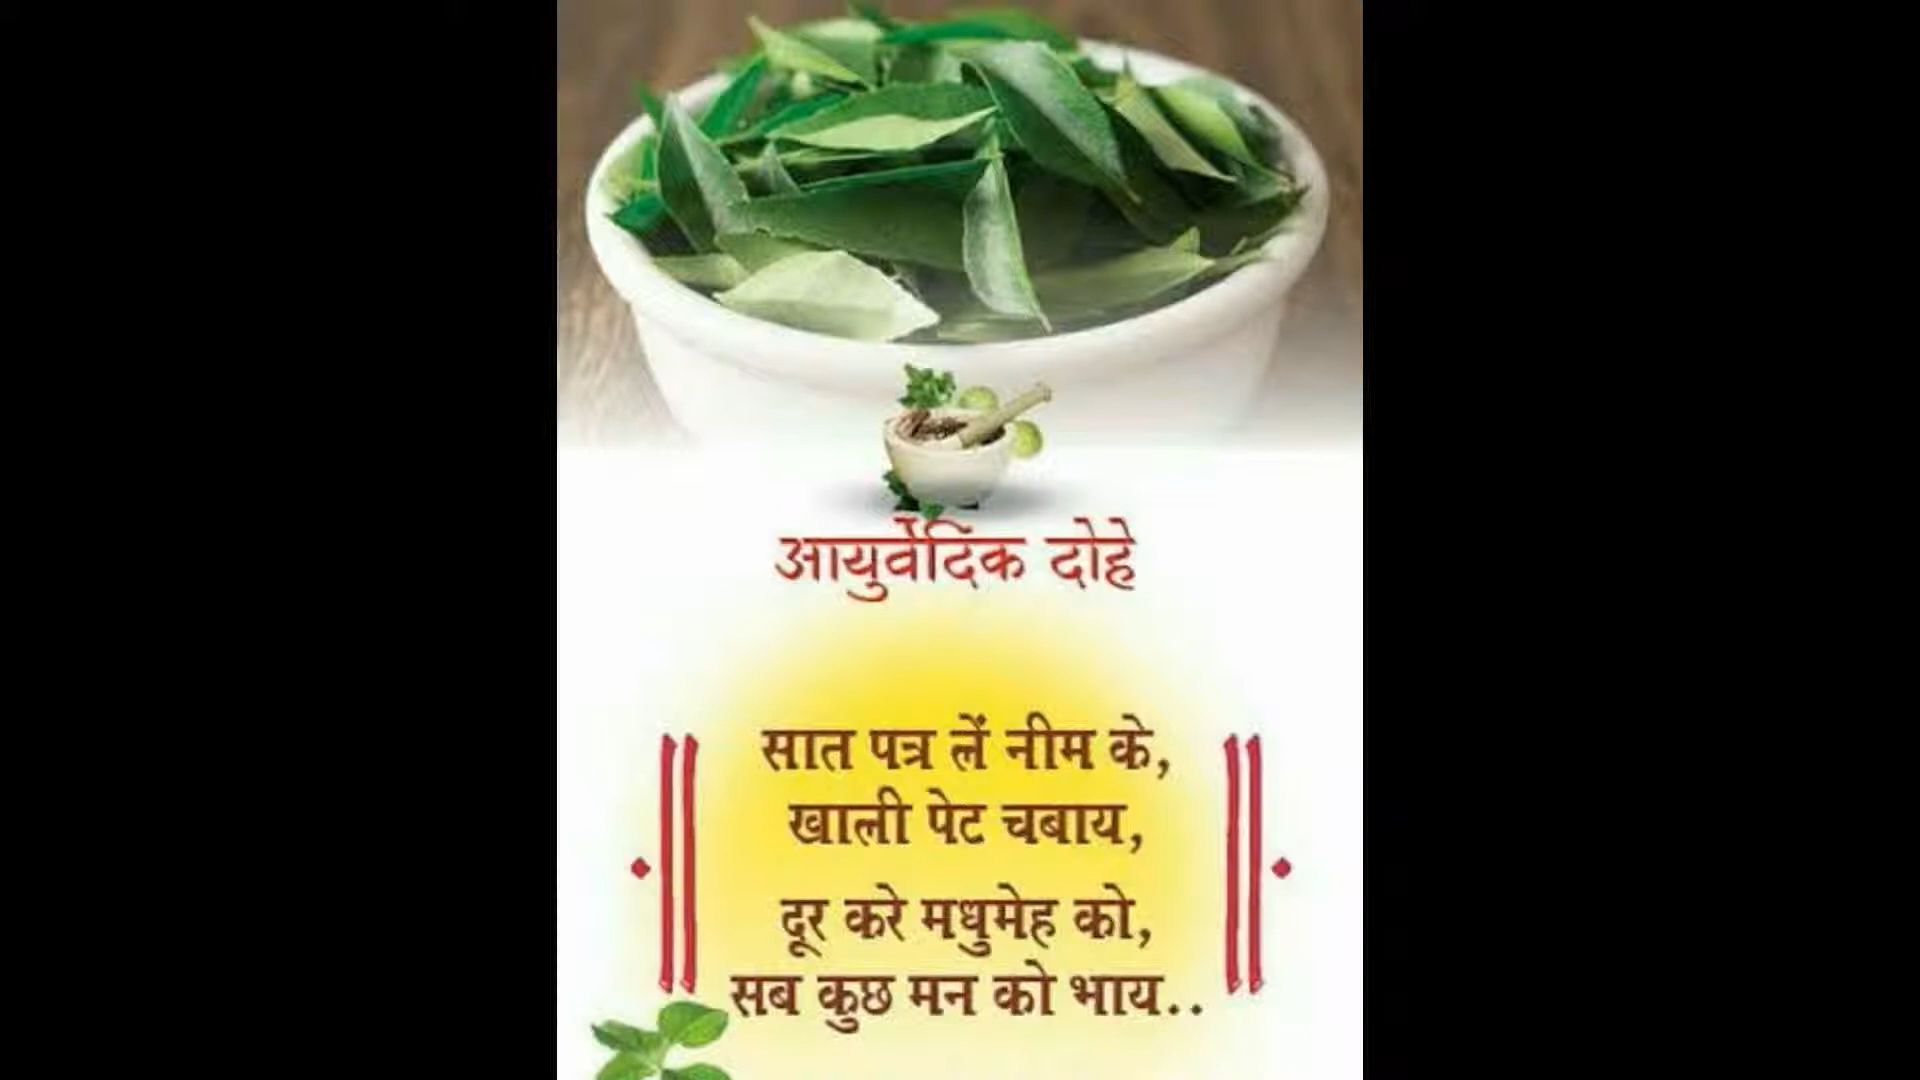 आयुर्वेदिक दोहे
सात पत्र लें नीम के,
खाली पेट चबाय,
दूर करे मधुमेह को,
सब कुछ मन को भाय..